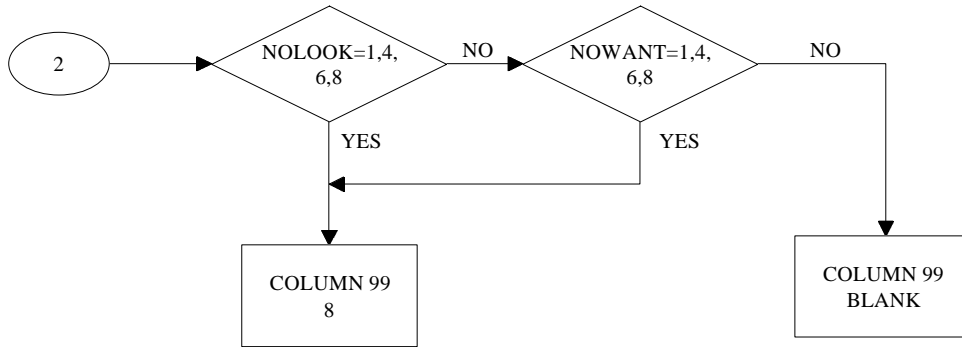 2
NOLOOK=1,4,
6,8
NO
NOWANT=1,4,
6,8
NO
YES
YES
COLUMN 99
8
COLUMN 99
BLANK